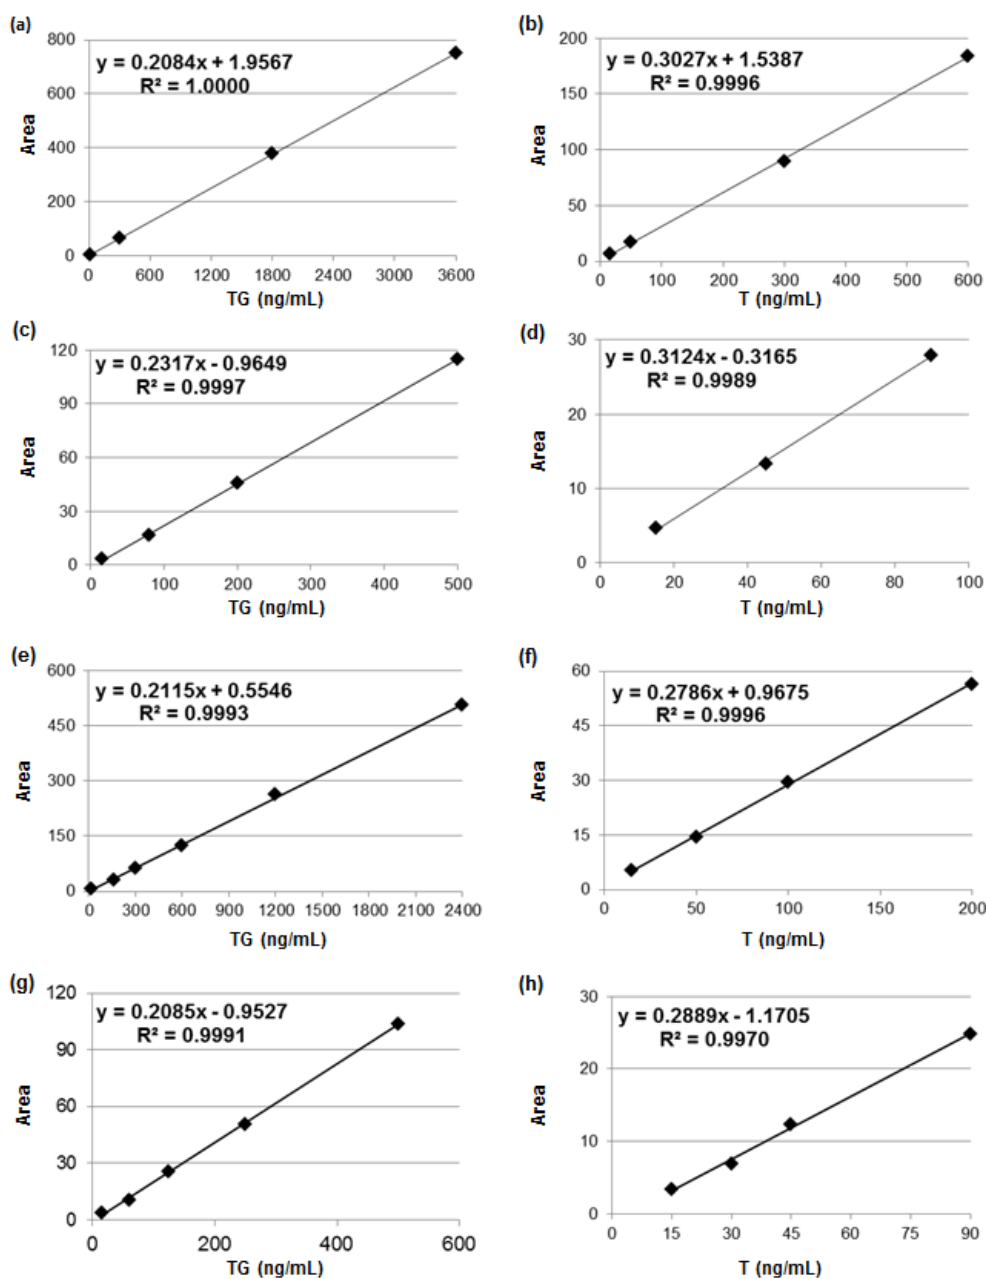 (a)
y = 0.2084x + 1.9567
R² = 1.0000
800
600
400
200
0
Area
0 600 1200 1800 2400 3000 3600
TG (ng/mL)
(b)
y = 0.3027x + 1.5387
R² = 0.9996
200
150
100
50
0
Area
0 100 200 300 400 500 600
T (ng/mL)
(c)
y = 0.2317x - 0.9649
R² = 0.9997
120
90
60
30
0
Area
0 100 200 300 400 500
TG (ng/mL)
(d)
y = 0.3124x - 0.3165
R² = 0.9989
30
20
10
0
Area
0 20 40 60 80 100
T (ng/mL)
(e)
y = 0.2115x + 0.5546
R² = 0.9993
600
450
300
150
0
Area
0 300 600 900 1200 1500 1800 2100 2400
TG (ng/mL)
(f)
y = 0.2786x + 0.9675
R² = 0.9996
60
45
30
15
0
Area
0 50 100 150 200
T (ng/mL)
(g)
y = 0.2085x - 0.9527
R² = 0.9991
120
90
60
30
0
Area
0 200 400 600
TG (ng/mL)
(h)
y = 0.2889x - 1.1705
R² = 0.9970
30
20
10
0
Area
0 15 30 45 60 75 90
T (ng/mL)